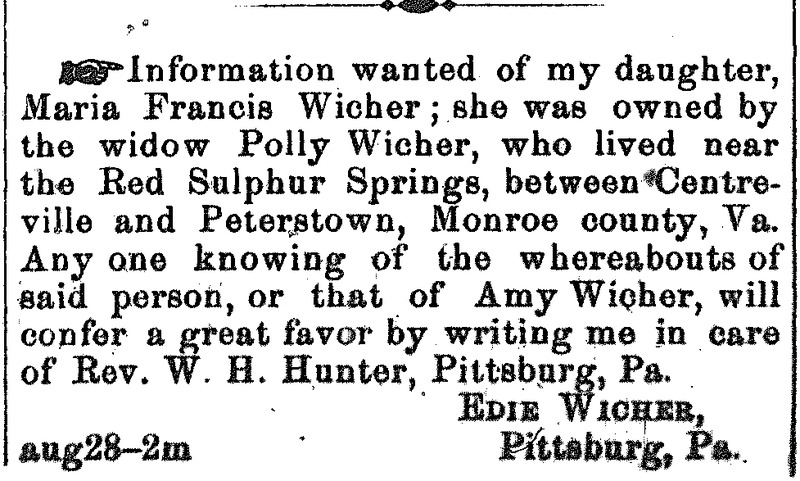 ☞Information wanted of my daughter,
Maria Francis Wicher; she was owned by
the widow Polly Wicher, who lived near
the Red Sulphur Springs, between Centre-
ville and Peterstown, Monroe county, Va.
Any one knowing of the whereabouts of
said person, or that of Amy Wicher, will
confer a great favor by writing me in care
of Rev. W. H. Hunter, Pittsburg, Pa.
EDIE WICHER,
aug28–2m Pittsburg, Pa.